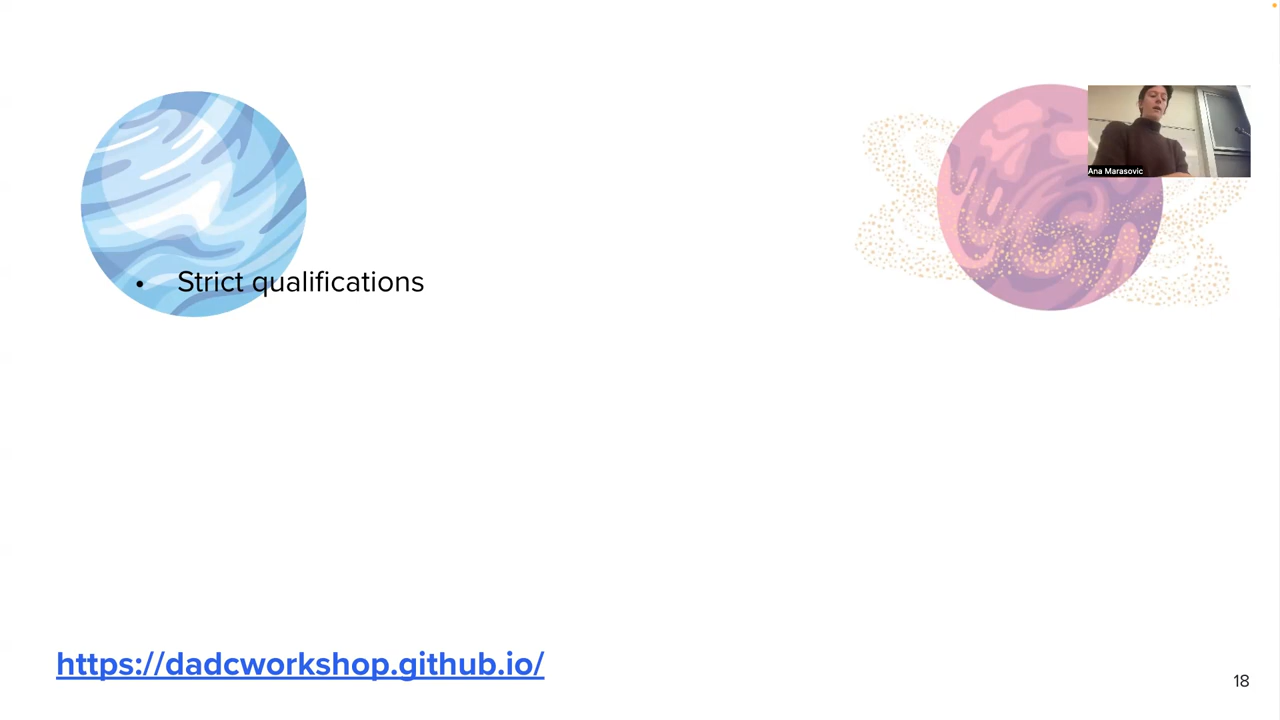 Ana Marasovic
• Strict qualifications
https://dadcworkshop.github.io/
18